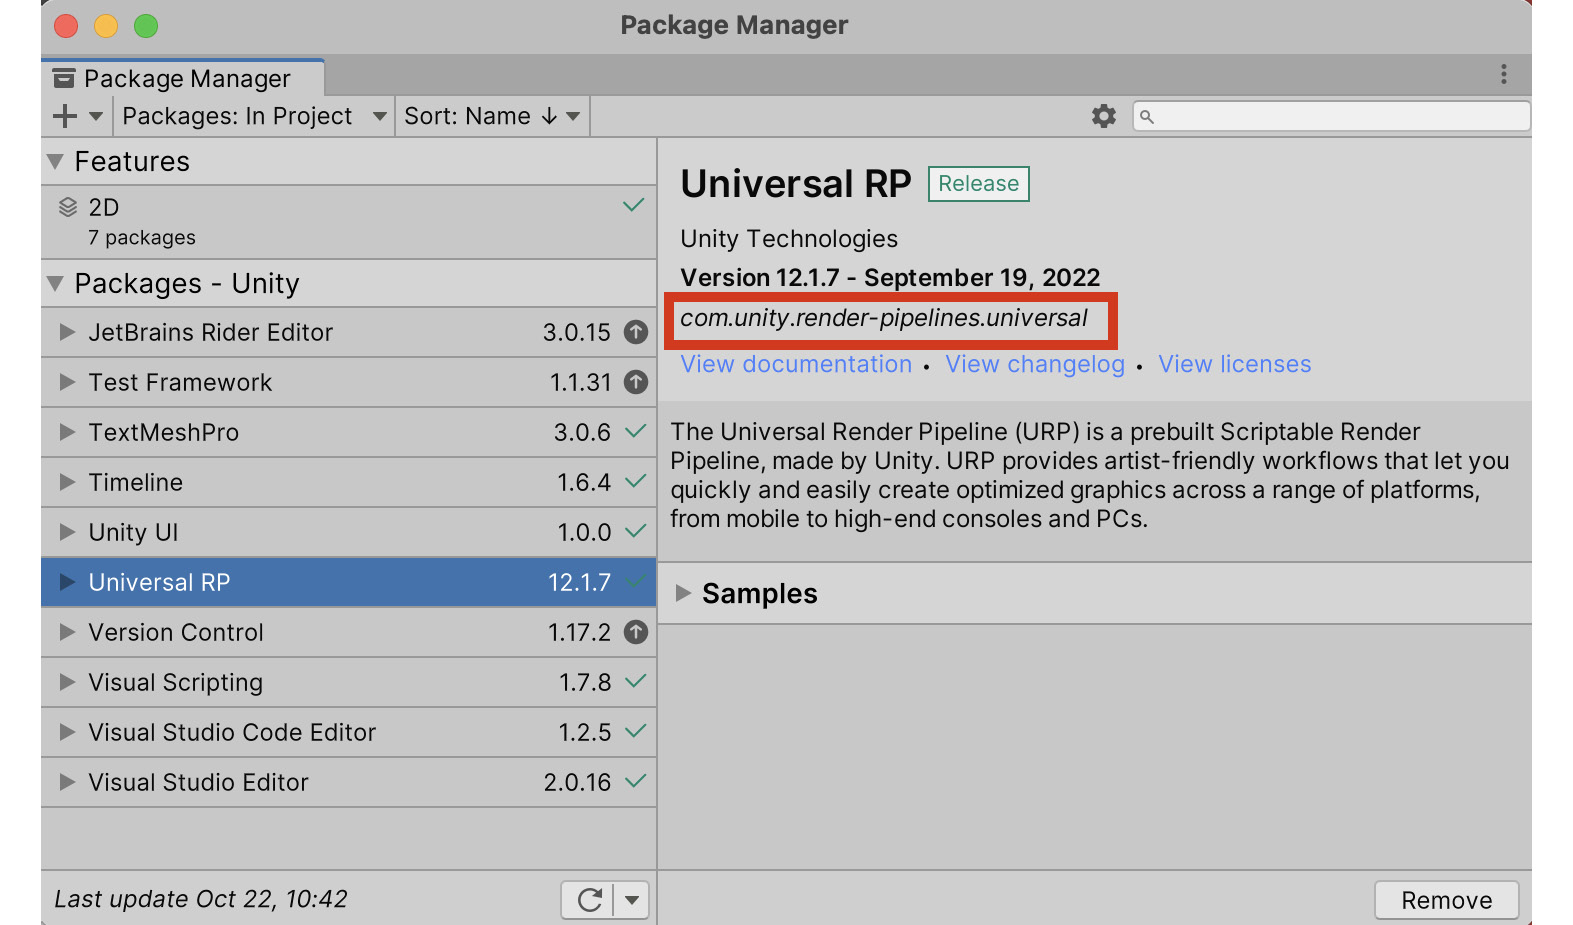 Package Manager
Package Manager
Packages: In Project
Sort: Name ↓
Features
2D
7 packages
Packages - Unity
JetBrains Rider Editor 3.0.15
Test Framework 1.1.31
TextMeshPro 3.0.6
Timeline 1.6.4
Unity UI 1.0.0
Universal RP 12.1.7
Version Control 1.17.2
Visual Scripting 1.7.8
Visual Studio Code Editor 1.2.5
Visual Studio Editor 2.0.16
Last update Oct 22, 10:42
Universal RP Release
Unity Technologies
Version 12.1.7 - September 19, 2022
com.unity.render-pipelines.universal
View documentation • View changelog • View licenses
The Universal Render Pipeline (URP) is a prebuilt Scriptable Render
Pipeline, made by Unity. URP provides artist-friendly workflows that let you
quickly and easily create optimized graphics across a range of platforms,
from mobile to high-end consoles and PCs.
Samples
Remove